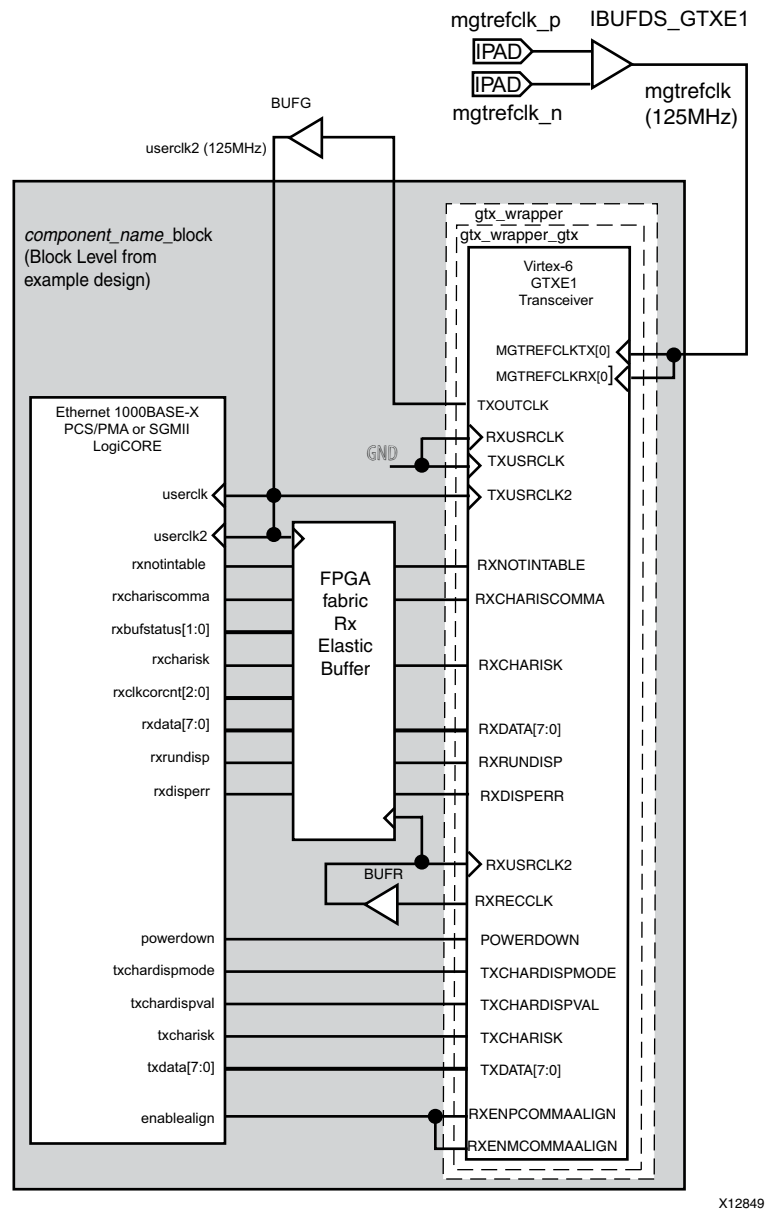 mgtrefclk_p
IBUFDS_GTXE1
IPAD
IPAD
mgtrefclk_n
mgtrefclk
(125MHz)
BUFG
userclk2 (125MHz)
component_name_block
(Block Level from
example design)
gtx_wrapper
gtx_wrapper_gtx
Virtex-6
GTXE1
Transceiver
MGTREFCLKTX[0]
MGTREFCLKRX[0]
TXOUTCLK
RXUSRCLK
GND
TXUSRCLK
TXUSRCLK2
Ethernet 1000BASE-X
PCS/PMA or SGMII
LogiCORE
userclk
userclk2
rxnotintable
rxchariscomma
rxbufstatus[1:0]
rxcharisk
rxclkcorcnt[2:0]
rxdata[7:0]
rxrundisp
rxdisperr
FPGA
fabric
Rx
Elastic
Buffer
RXNOTINTABLE
RXCHARISCOMMA
RXCHARISK
RXDATA[7:0]
RXRUNDISP
RXDISPERR
RXUSRCLK2
BUFR
RXRECCLK
powerdown
POWERDOWN
txchardispmode
TXCHARDISPMODE
txchardispval
TXCHARDISPVAL
txcharisk
TXCHARISK
txdata[7:0]
TXDATA[7:0]
enablealign
RXENPCOMMAALIGN
RXENMCOMMAALIGN
X12849